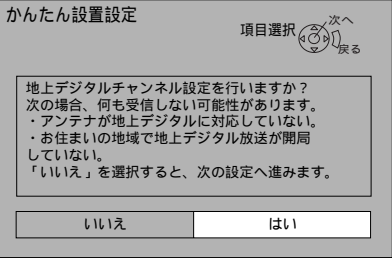 かんたん設置設定
項目選択
次へ
戻る
地上デジタルチャンネル設定を行いますか？
次の場合、何も受信しない可能性があります。
・アンテナが地上デジタルに対応していない。
・お住まいの地域で地上デジタル放送が開局
していない。
「いいえ」を選択すると、次の設定へ進みます。
いいえ
はい